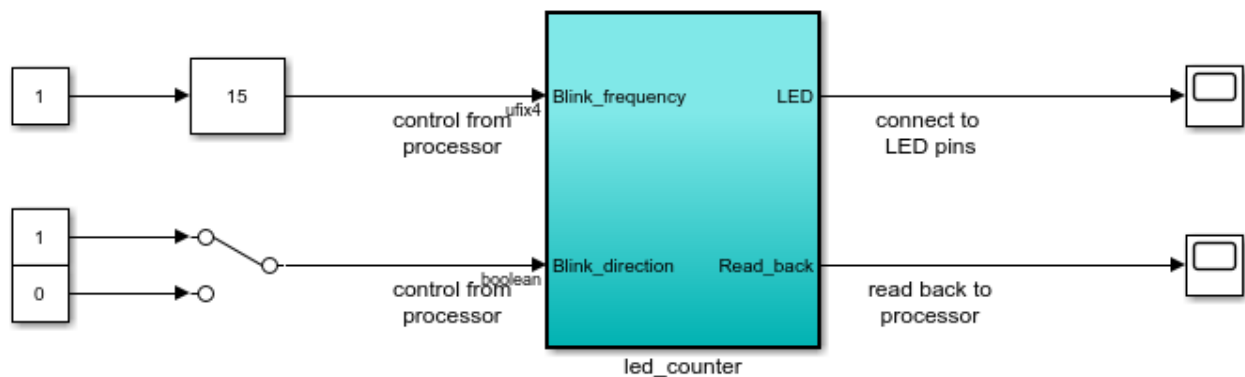 1
15
ufix4
control from
processor
Blink_frequency
LED
connect to
LED pins
1
0
boolean
control from
processor
Blink_direction
Read_back
read back to
processor
led_counter